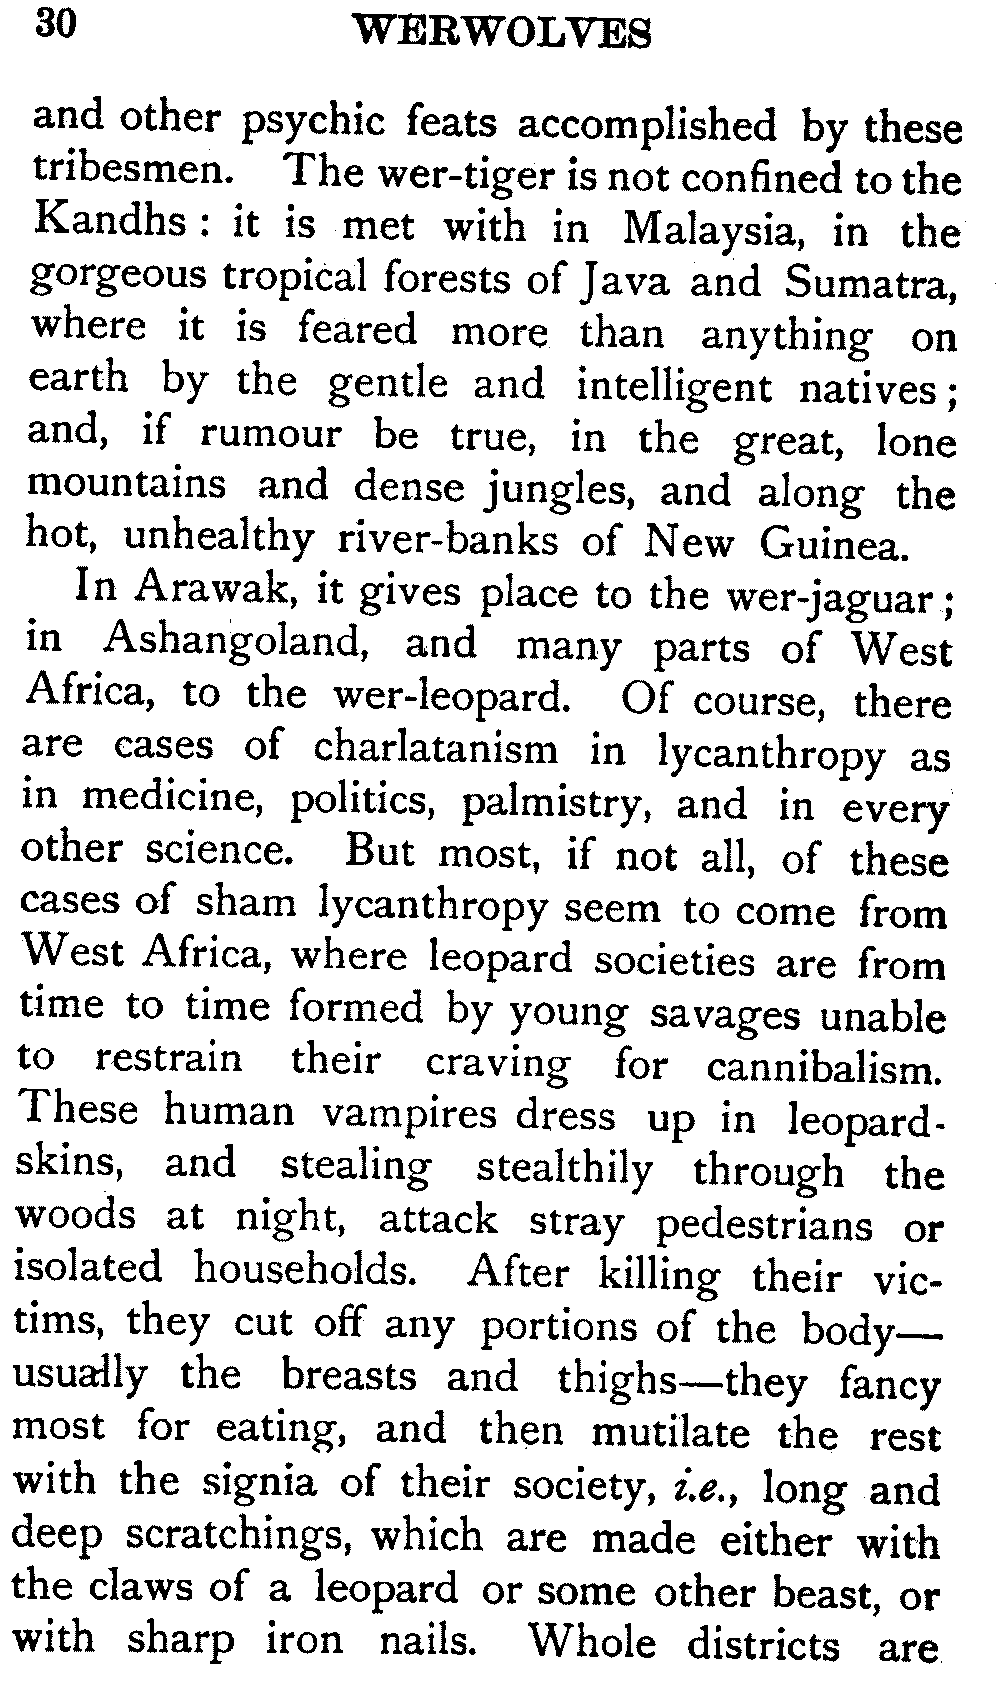 30 WERWOLVES
and other psychic feats accomplished by these
tribesmen. The wer-tiger is not confined to the
Kandhs : it is met with in Malaysia, in the
gorgeous tropical forests of Java and Sumatra,
where it is feared more than anything on
earth by the gentle and intelligent natives ;
and, if rumour be true, in the great, lone
mountains and dense jungles, and along the
hot, unhealthy river-banks of New Guinea.
In Arawak, it gives place to the wer-jaguar ;
in Ashangoland, and many parts of West
Africa, to the wer-leopard. Of course, there
are cases of charlatanism in lycanthropy as
in medicine, politics, palmistry, and in every
other science. But most, if not all, of these
cases of sham lycanthropy seem to come from
West Africa, where leopard societies are from
time to time formed by young savages unable
to restrain their craving for cannibalism.
These human vampires dress up in leopard-
skins, and stealing stealthily through the
woods at night, attack stray pedestrians or
isolated households. After killing their vic-
tims, they cut off any portions of the body—
usually the breasts and thighs—they fancy
most for eating, and then mutilate the rest
with the signia of their society, i.e., long and
deep scratchings, which are made either with
the claws of a leopard or some other beast, or
with sharp iron nails. Whole districts are